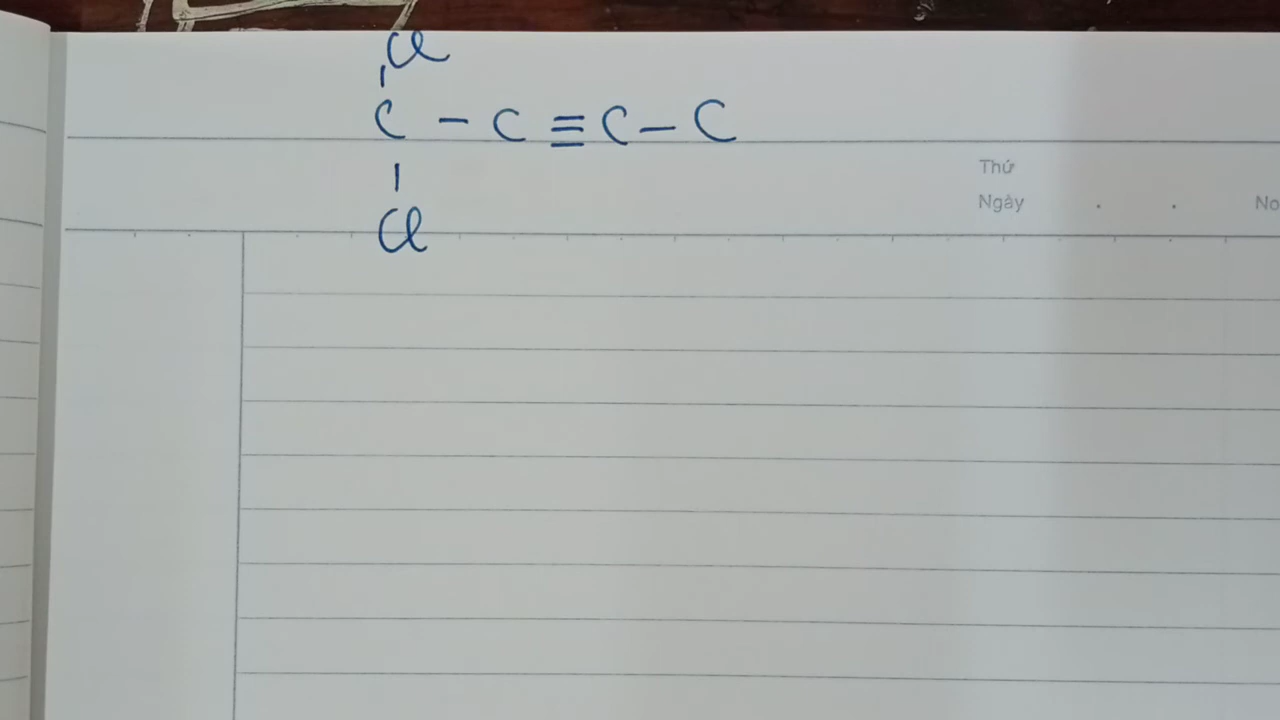 Cl
C - C ≡ C - C
Cl
Thứ
Ngày . .